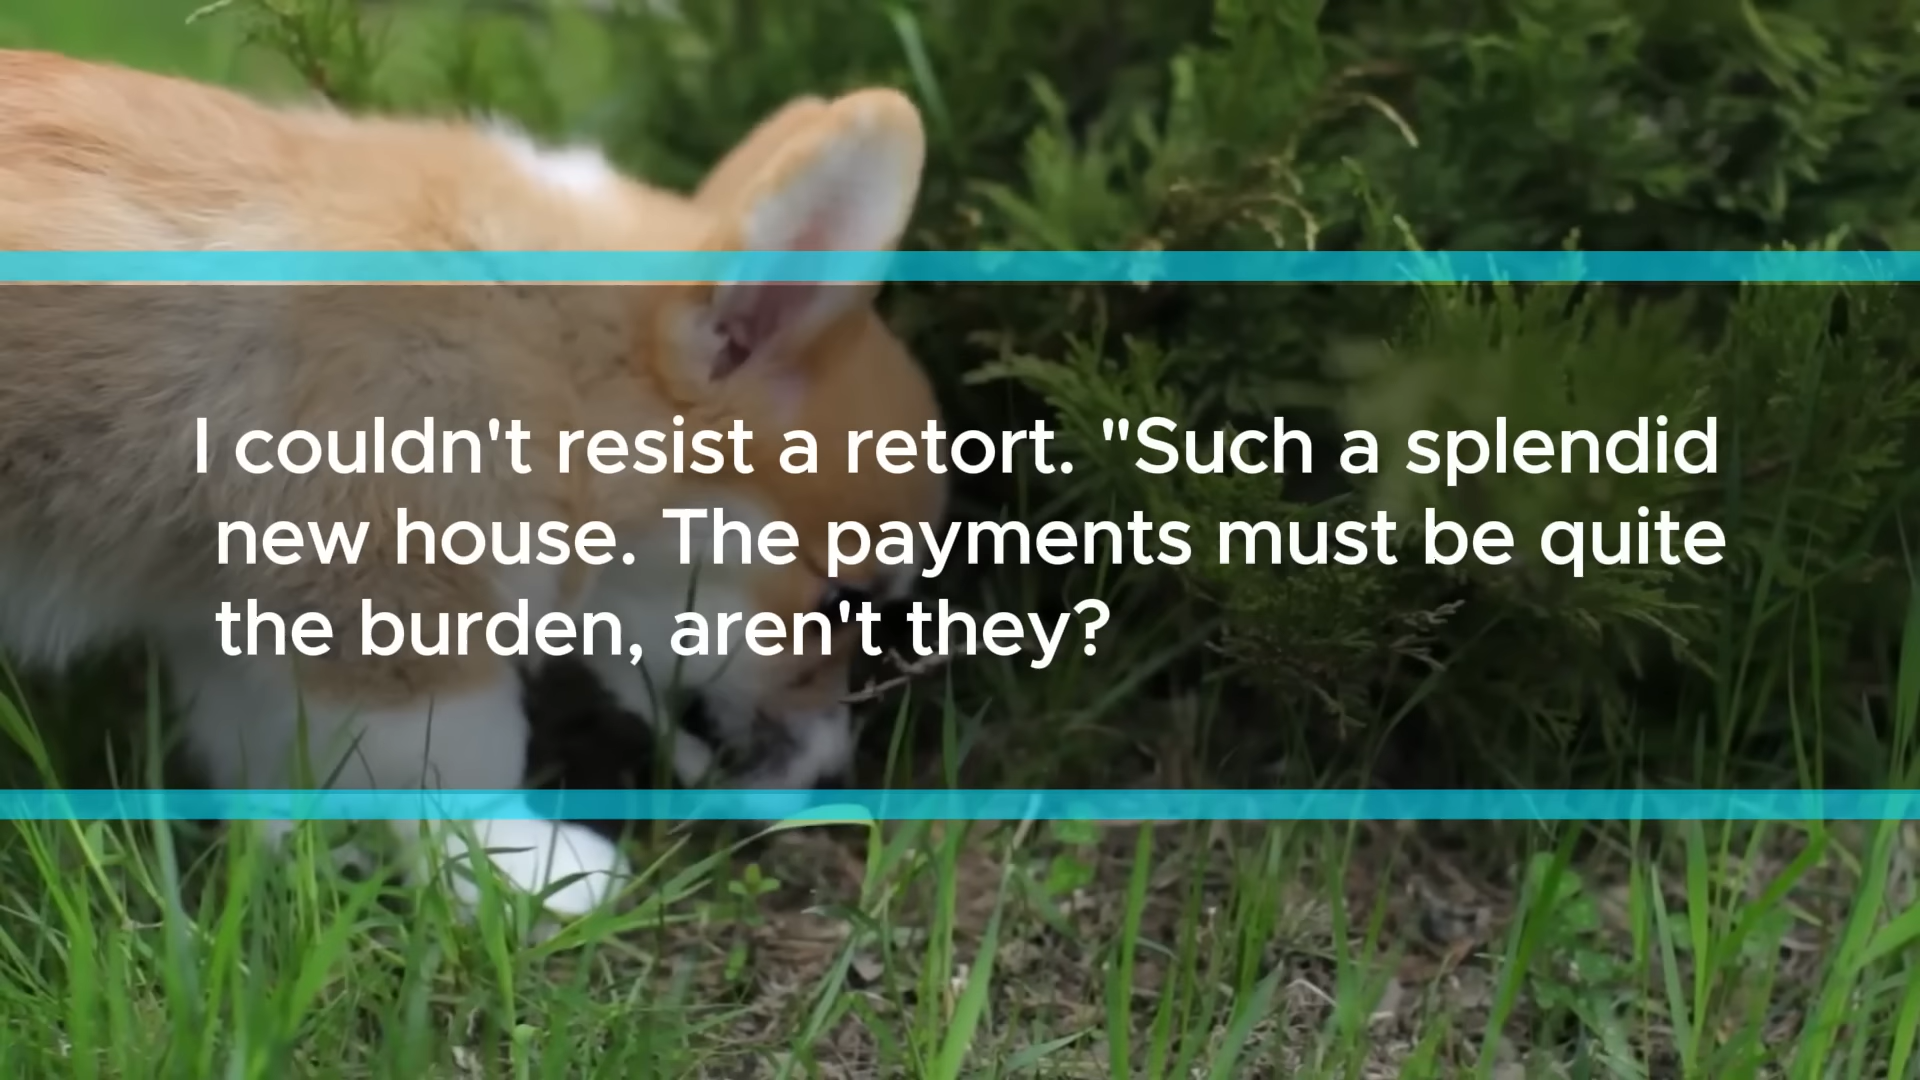 I couldn't resist a retort. "Such a splendid
new house. The payments must be quite
the burden, aren't they?